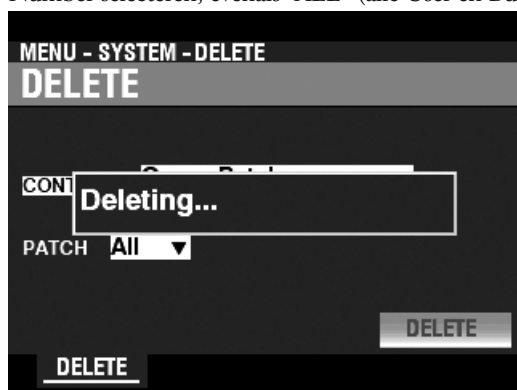 MENU - SYSTEM - DELETE
DELETE
CONT
Deleting...
PATCH All ▼
DELETE
DELETE